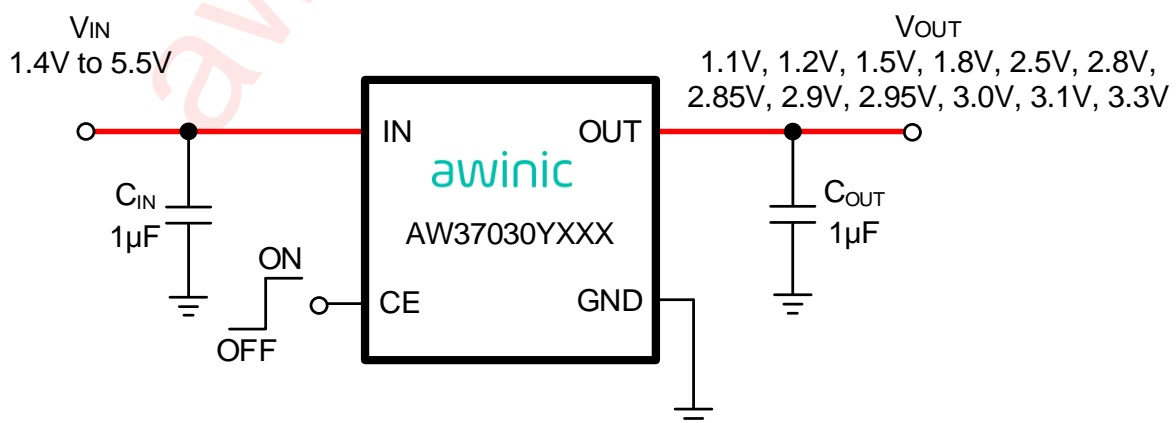 VIN
1.4V to 5.5V
VOUT
1.1V, 1.2V, 1.5V, 1.8V, 2.5V, 2.8V,
2.85V, 2.9V, 2.95V, 3.0V, 3.1V, 3.3V
IN
OUT
awinic
AW37030YXXX
CIN
1µF
COUT
1µF
ON
OFF
CE
GND
aw